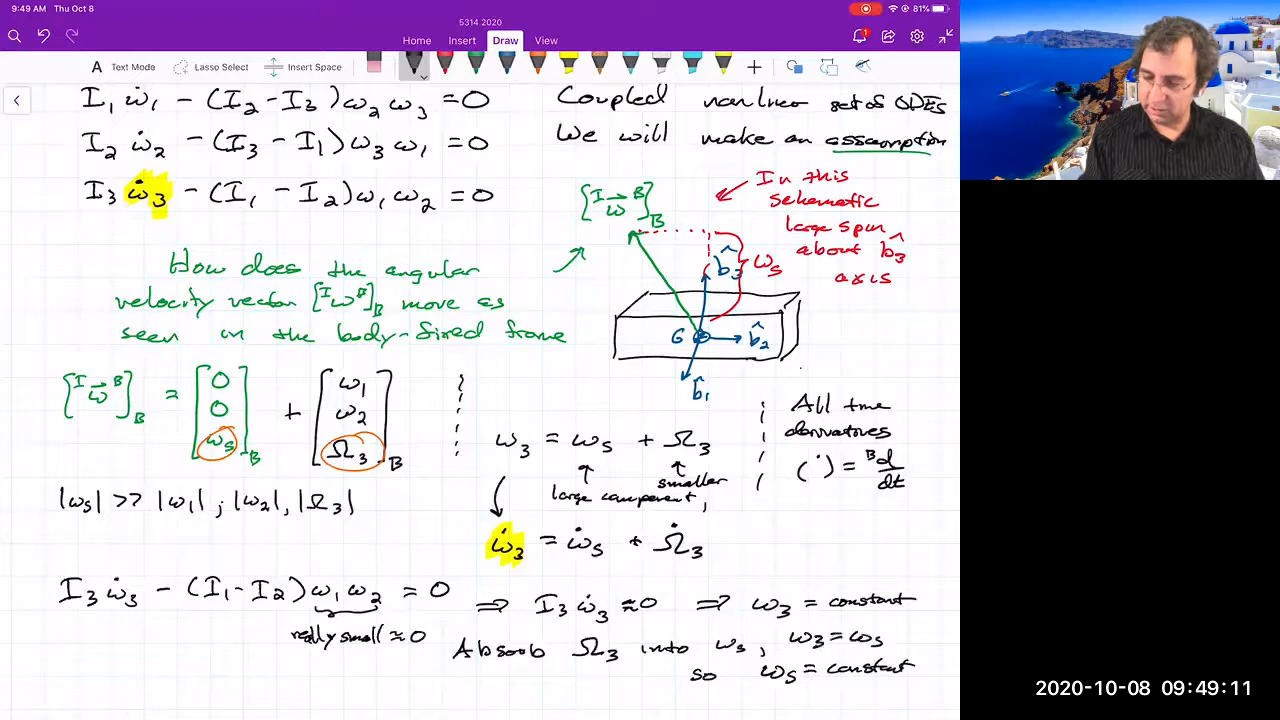 9:49 AM Thu Oct 8
81%
5314 2020
Home Insert Draw View
1
A Text Mode Lasso Select Insert Space
I₁ ω̇₁ − (I₂ − I₃) ω₂ ω₃ = 0
I₂ ω̇₂ − (I₃ − I₁) ω₃ ω₁ = 0
I₃ ω̇₃ − (I₁ − I₂) ω₁ ω₂ = 0
Coupled nonlinear set of ODEs
We will make an assumption
How does the angular
velocity vector [ᴵωᴮ]_B move as
seen in the body-fixed frame
[ᴵω⃗ᴮ]_B
In this
schematic
large spin
about b̂₃
axis
b̂₃
ω_s
G
b̂₂
b̂₁
[ᴵω⃗ᴮ]_B = [0 0 ω_s]_B + [ω₁ ω₂ Ω₃]_B
|ω_s| >> |ω₁|, |ω₂|, |Ω₃|
ω₃ = ω_s + Ω₃
large component, smaller
ω̇₃ = ω̇_s + Ω̇₃
All time
derivatives
(˙) = ᴮd/dt
I₃ ω̇₃ − (I₁ − I₂) ω₁ ω₂ = 0
really small ≈ 0
⇒ I₃ ω̇₃ ≈ 0 ⇒ ω₃ = constant
Absorb Ω₃ into ω_s, ω₃ = ω_s
so ω_s = constant
2020-10-08 09:49:11